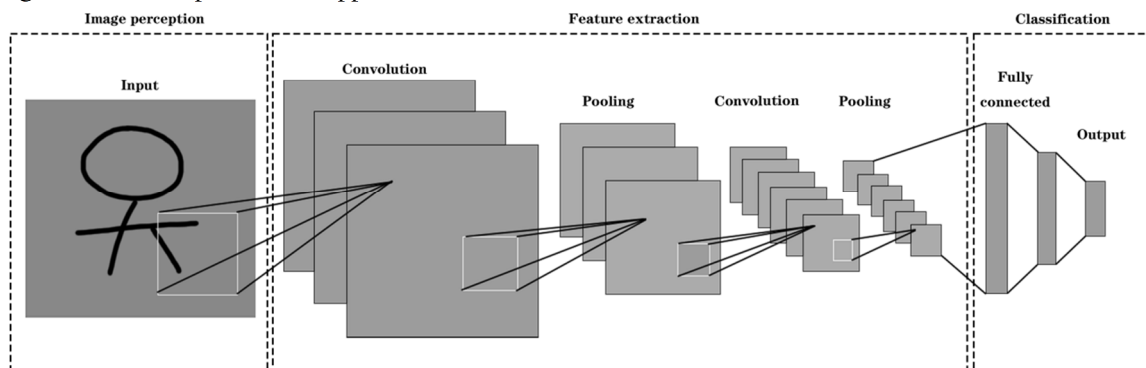 Image perception
Feature extraction
Classification
Input
Convolution
Pooling
Convolution
Pooling
Fully
connected
Output